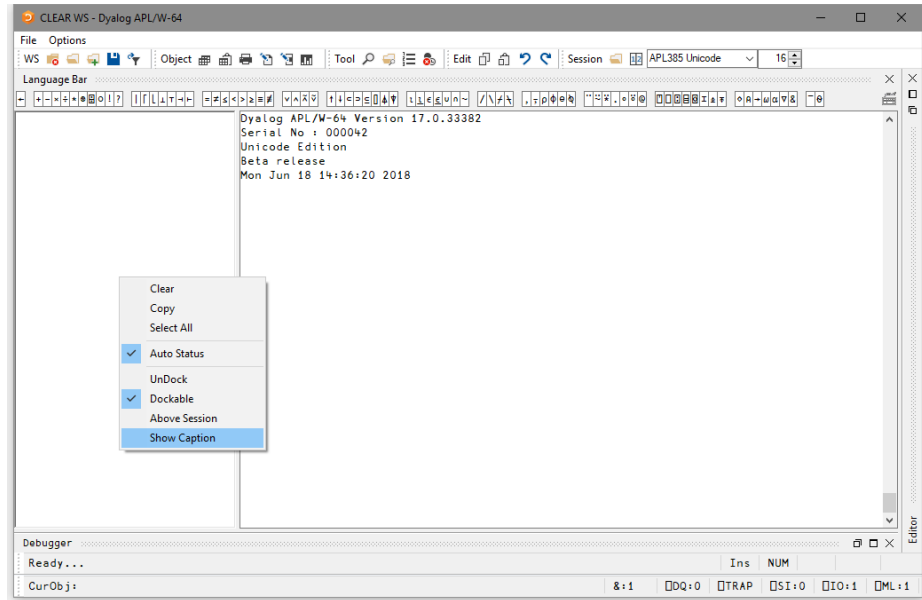 CLEAR WS - Dyalog APL/W-64
File Options
WS Object Tool Edit Session APL385 Unicode 16
Language Bar
Dyalog APL/W-64 Version 17.0.33382
Serial No : 000042
Unicode Edition
Beta release
Mon Jun 18 14:36:20 2018
Clear
Copy
Select All
Auto Status
UnDock
Dockable
Above Session
Show Caption
Editor
Debugger
Ready... Ins NUM
CurObj: &:1 ⎕DQ:0 ⎕TRAP ⎕SI:0 ⎕IO:1 ⎕ML:1